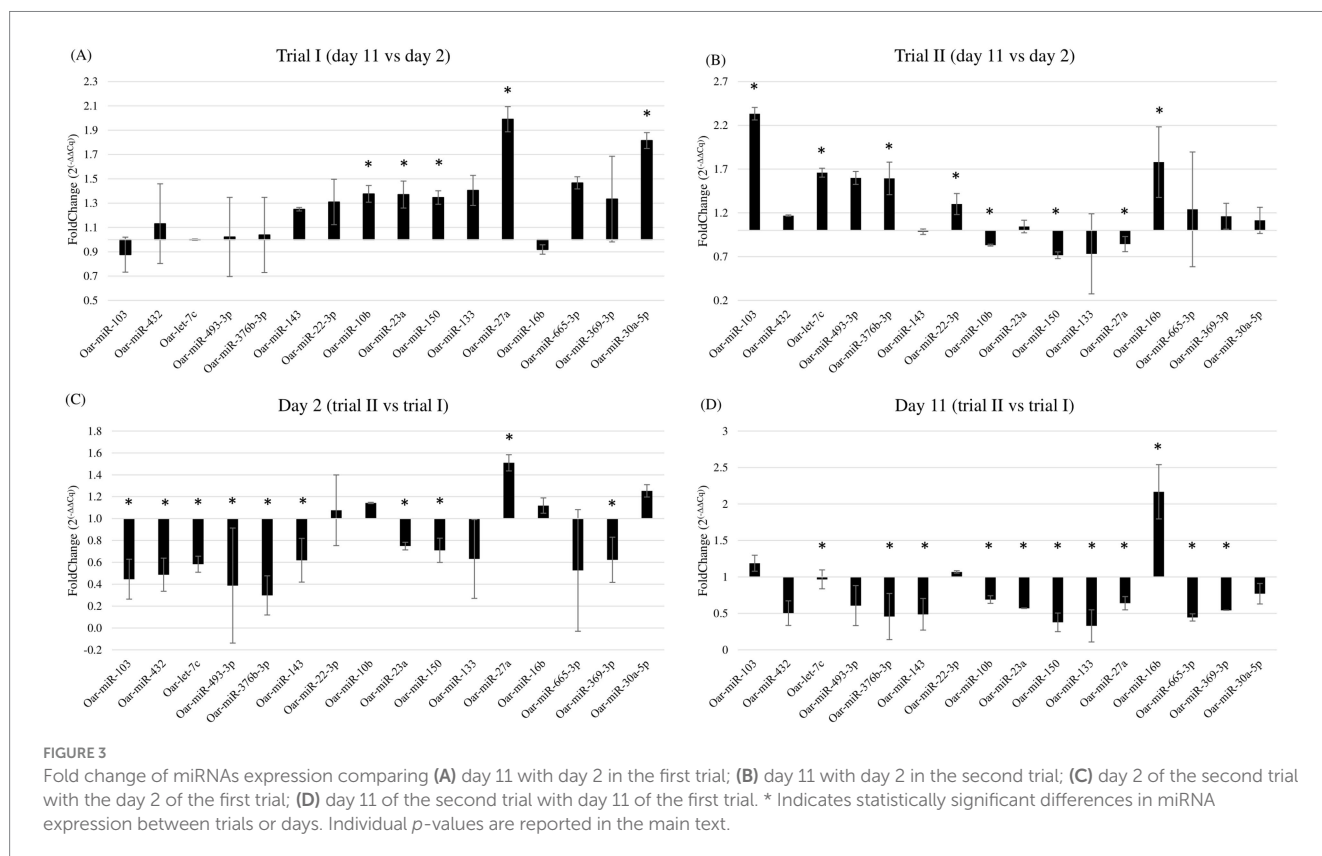 (A)
Trial I (day 11 vs day 2)
FoldChange (2^(-ΔΔCq))
2.3
2.1
1.9
1.7
1.5
1.3
1.1
0.9
0.7
0.5
*
*
*
*
*
Oar-miR-103
Oar-miR-432
Oar-let-7c
Oar-miR-493-3p
Oar-miR-376b-3p
Oar-miR-143
Oar-miR-22-3p
Oar-miR-10b
Oar-miR-23a
Oar-miR-150
Oar-miR-133
Oar-miR-27a
Oar-miR-16b
Oar-miR-665-3p
Oar-miR-369-3p
Oar-miR-30a-5p
(B)
Trial II (day 11 vs day 2)
FoldChange (2^(-ΔΔCq))
2.7
2.2
1.7
1.2
0.7
0.2
*
*
*
*
*
*
*
*
Oar-miR-103
Oar-miR-432
Oar-let-7c
Oar-miR-493-3p
Oar-miR-376b-3p
Oar-miR-143
Oar-miR-22-3p
Oar-miR-10b
Oar-miR-23a
Oar-miR-150
Oar-miR-133
Oar-miR-27a
Oar-miR-16b
Oar-miR-665-3p
Oar-miR-369-3p
Oar-miR-30a-5p
(C)
Day 2 (trial II vs trial I)
FoldChange (2^(-ΔΔCq))
1.8
1.6
1.4
1.2
1.0
0.8
0.6
0.4
0.2
0.0
-0.2
*
*
*
*
*
*
*
*
*
*
Oar-miR-103
Oar-miR-432
Oar-let-7c
Oar-miR-493-3p
Oar-miR-376b-3p
Oar-miR-143
Oar-miR-22-3p
Oar-miR-10b
Oar-miR-23a
Oar-miR-150
Oar-miR-133
Oar-miR-27a
Oar-miR-16b
Oar-miR-665-3p
Oar-miR-369-3p
Oar-miR-30a-5p
(D)
Day 11 (trial II vs trial I)
FoldChange (2^(-ΔΔCq))
3
2.5
2
1.5
1
0.5
0
*
*
*
*
*
*
*
*
*
*
*
Oar-miR-103
Oar-miR-432
Oar-let-7c
Oar-miR-493-3p
Oar-miR-376b-3p
Oar-miR-143
Oar-miR-22-3p
Oar-miR-10b
Oar-miR-23a
Oar-miR-150
Oar-miR-133
Oar-miR-27a
Oar-miR-16b
Oar-miR-665-3p
Oar-miR-369-3p
Oar-miR-30a-5p
FIGURE 3
Fold change of miRNAs expression comparing (A) day 11 with day 2 in the first trial; (B) day 11 with day 2 in the second trial; (C) day 2 of the second trial
with the day 2 of the first trial; (D) day 11 of the second trial with day 11 of the first trial. * Indicates statistically significant differences in miRNA
expression between trials or days. Individual p-values are reported in the main text.